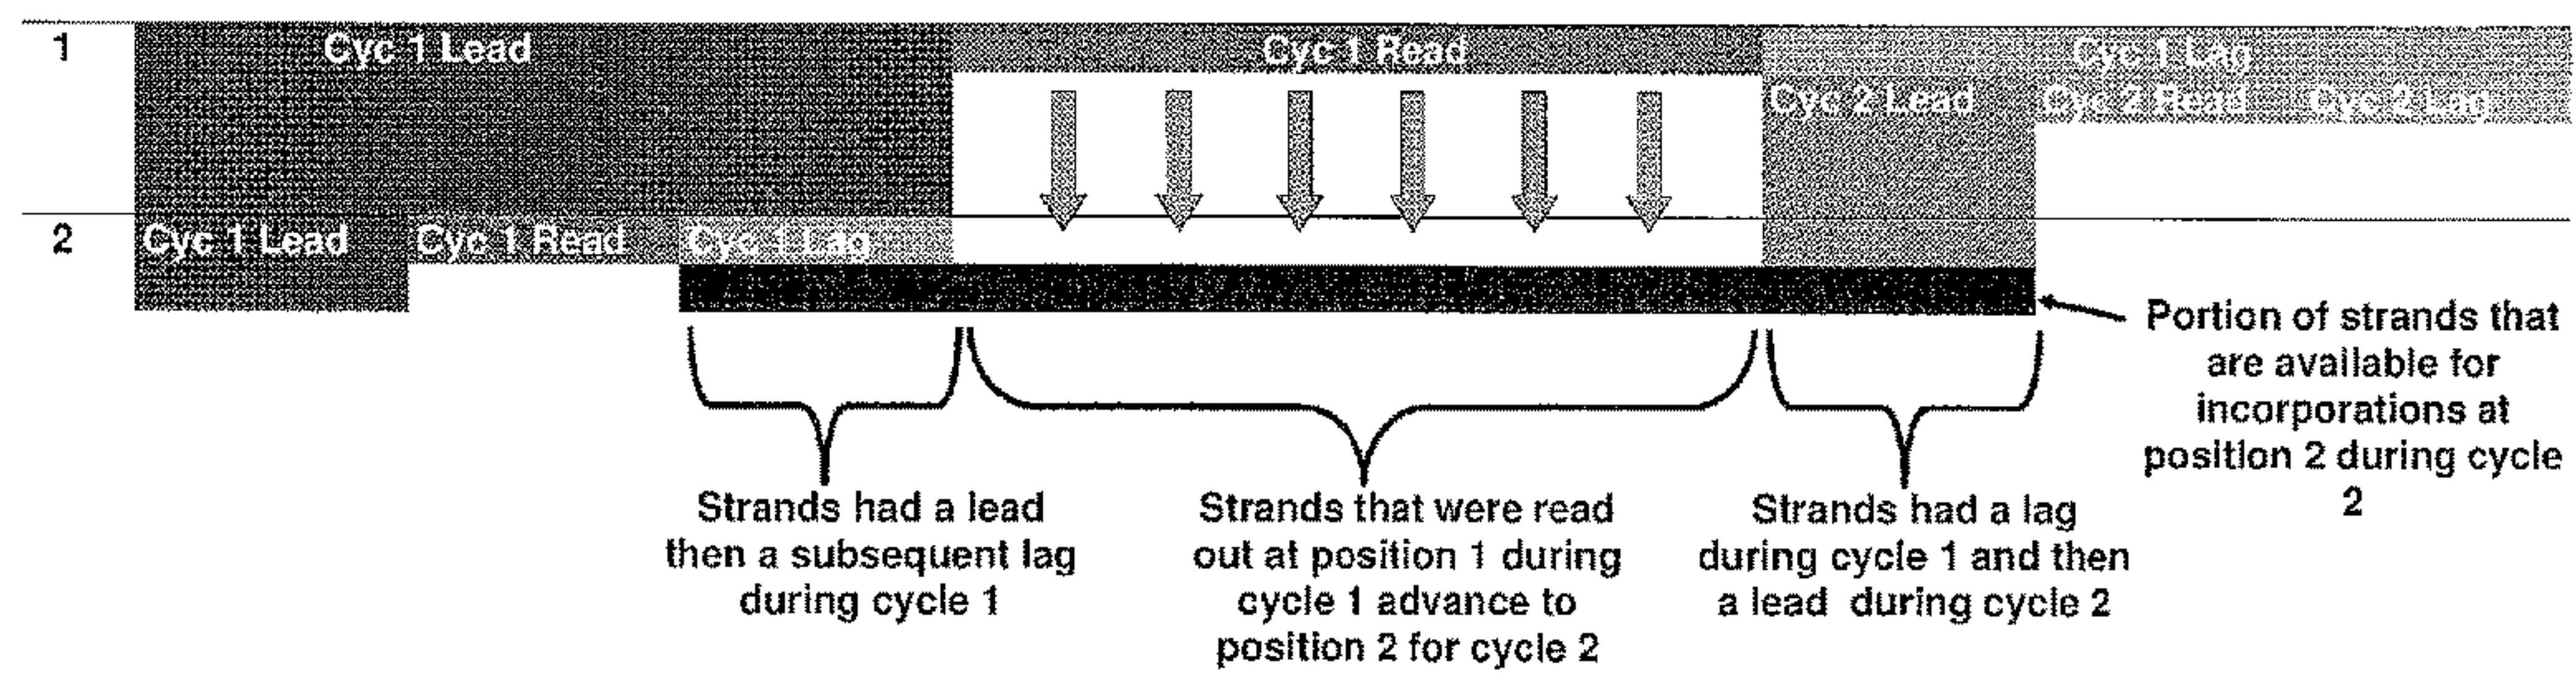 1
Cyc 1 Lead
Cyc 1 Read
Cyc 1 Lag
Cyc 2 Lead
Cyc 2 Read
Cyc 2 Lag
2
Cyc 1 Lead
Cyc 1 Read
Cyc 1 Lag
Portion of strands that
are available for
incorporations at
position 2 during cycle
2
Strands had a lead
then a subsequent lag
during cycle 1
Strands that were read
out at position 1 during
cycle 1 advance to
position 2 for cycle 2
Strands had a lag
during cycle 1 and then
a lead during cycle 2